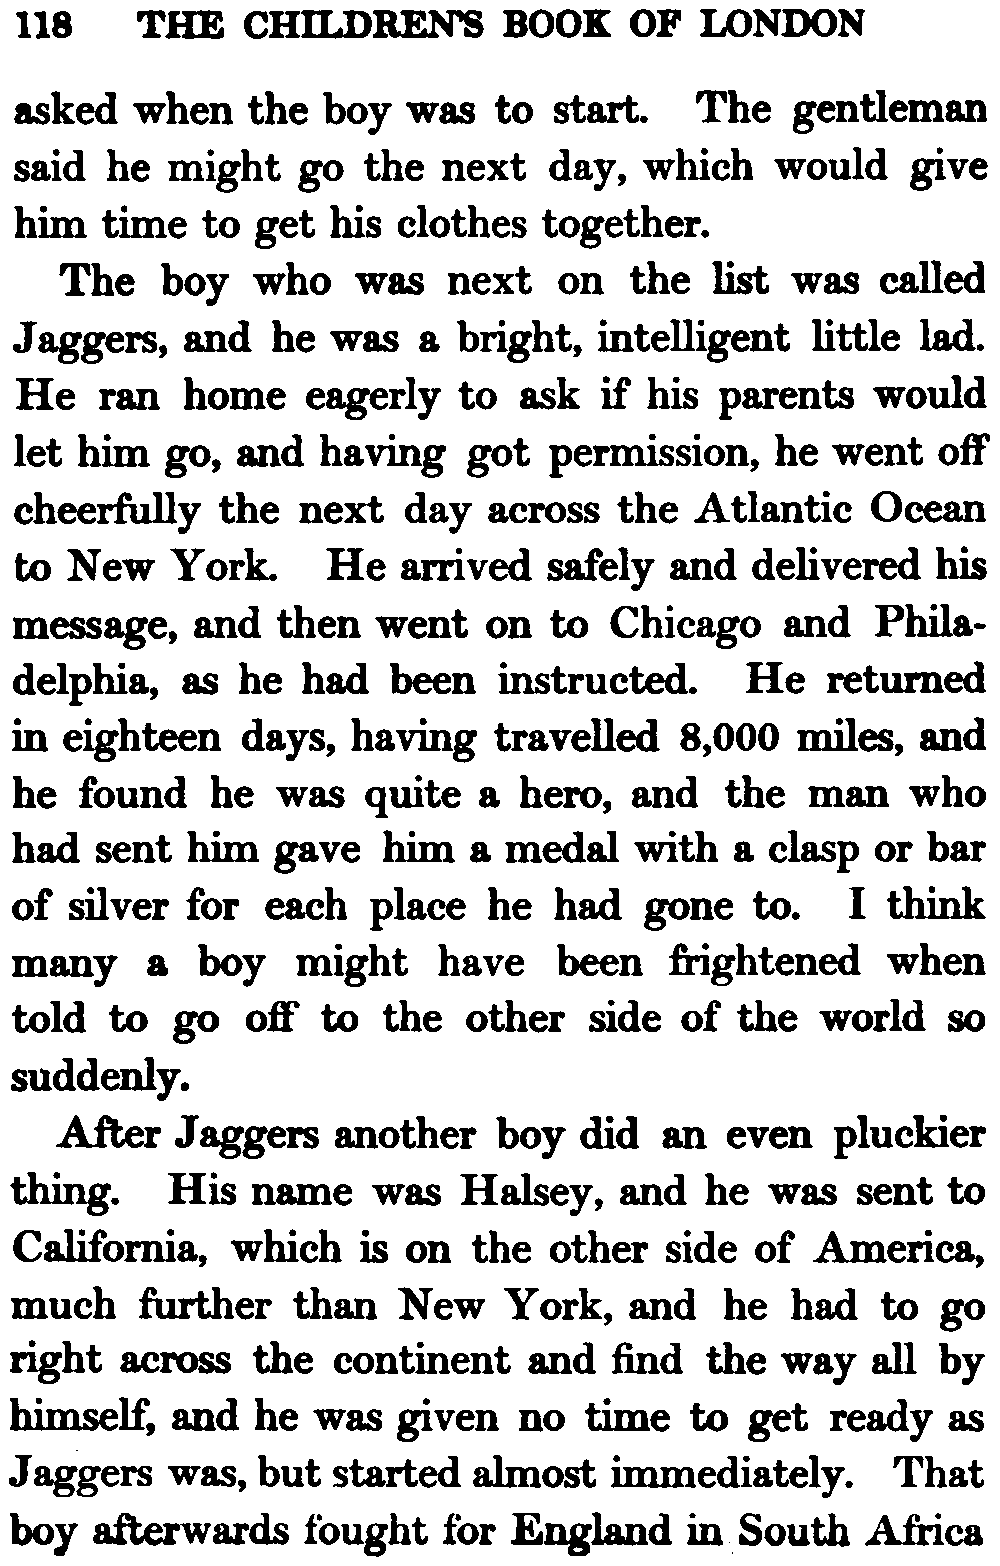 118 THE CHILDREN'S BOOK OF LONDON
asked when the boy was to start. The gentleman
said he might go the next day, which would give
him time to get his clothes together.
The boy who was next on the list was called
Jaggers, and he was a bright, intelligent little lad.
He ran home eagerly to ask if his parents would
let him go, and having got permission, he went off
cheerfully the next day across the Atlantic Ocean
to New York. He arrived safely and delivered his
message, and then went on to Chicago and Phila-
delphia, as he had been instructed. He returned
in eighteen days, having travelled 8,000 miles, and
he found he was quite a hero, and the man who
had sent him gave him a medal with a clasp or bar
of silver for each place he had gone to. I think
many a boy might have been frightened when
told to go off to the other side of the world so
suddenly.
After Jaggers another boy did an even pluckier
thing. His name was Halsey, and he was sent to
California, which is on the other side of America,
much further than New York, and he had to go
right across the continent and find the way all by
himself, and he was given no time to get ready as
Jaggers was, but started almost immediately. That
boy afterwards fought for England in South Africa